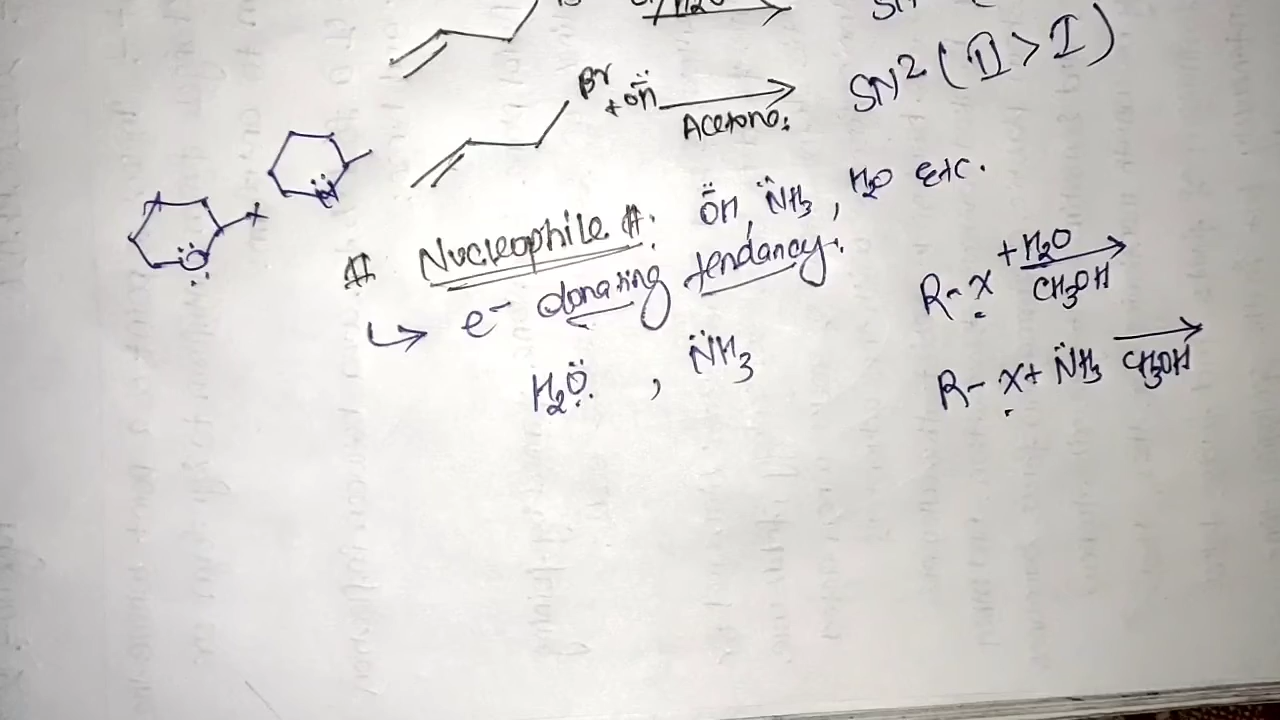 SN² ( II > I )
Br
+ ÖH
Acetone.
N
X
O
# Nucleophile #. ÖH, N̈H₃, H₂O etc.
↳ e⁻ donating tendancy.
H₂Ö , N̈H₃
R-X + H₂O
CH₃OH
R-X + N̈H₃
CH₃OH